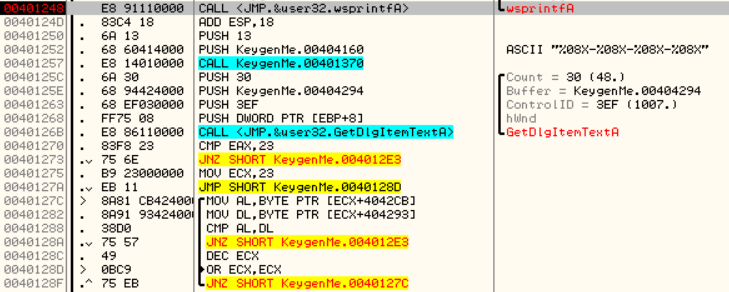 00401248 E8 91110000 CALL <JMP.&user32.wsprintfA> wsprintfA
0040124D 83C4 18 ADD ESP,18
00401250 6A 13 PUSH 13
00401252 68 60414000 PUSH KeygenMe.00404160 ASCII "%08X-%08X-%08X-%08X"
00401257 E8 14010000 CALL KeygenMe.00401370
0040125C 6A 30 PUSH 30 Count = 30 (48.)
0040125E 68 94424000 PUSH KeygenMe.00404294 Buffer = KeygenMe.00404294
00401263 68 EF030000 PUSH 3EF ControlID = 3EF (1007.)
00401268 FF75 08 PUSH DWORD PTR [EBP+8] hWnd
0040126B E8 86110000 CALL <JMP.&user32.GetDlgItemTextA> GetDlgItemTextA
00401270 83F8 23 CMP EAX,23
00401273 75 6E JNZ SHORT KeygenMe.004012E3
00401275 B9 23000000 MOV ECX,23
0040127A EB 11 JMP SHORT KeygenMe.0040128D
0040127C > 8A81 CB424000 MOV AL,BYTE PTR [ECX+4042CB]
00401282 8A91 93424000 MOV DL,BYTE PTR [ECX+404293]
00401288 38D0 CMP AL,DL
0040128A 75 57 JNZ SHORT KeygenMe.004012E3
0040128C 49 DEC ECX
0040128D > 0BC9 OR ECX,ECX
0040128F .^ 75 EB JNZ SHORT KeygenMe.0040127C